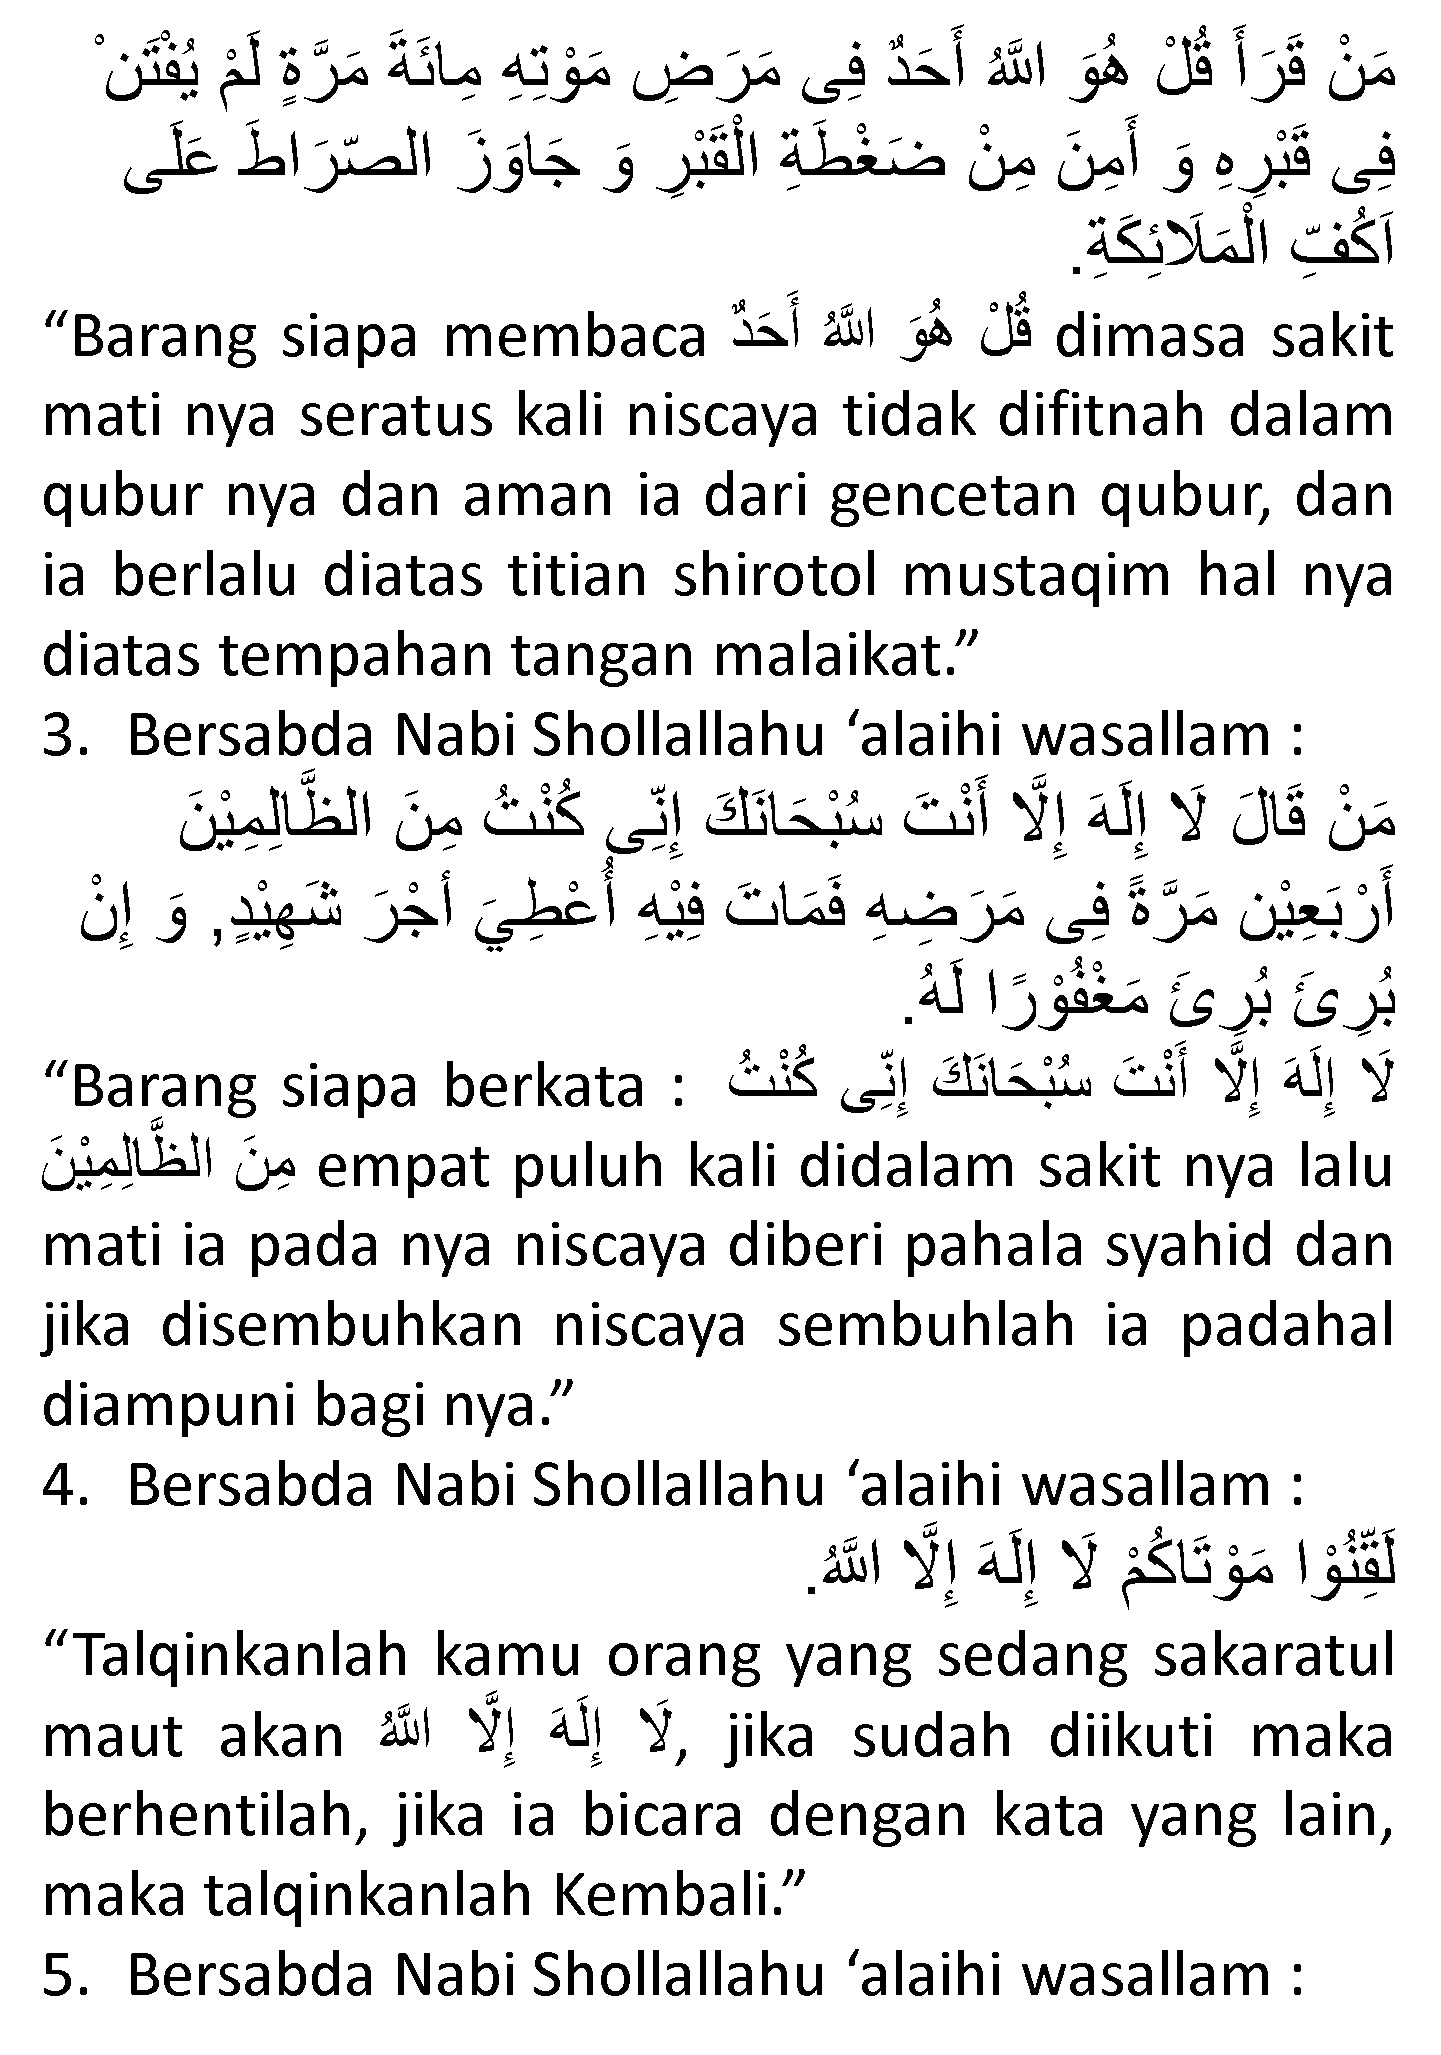 مَنْ قَرَأَ قُلْ هُوَ اللَّهُ أَحَدٌ فِى مَرَضِ مَوْتِهِ مِائَةَ مَرَّةٍ لَمْ يُفْتَنْ
فِى قَبْرِهِ وَ أَمِنَ مِنْ ضَغْطَةِ الْقَبْرِ وَ جَاوَزَ الصّرَاطَ عَلَى
اَكُفِّ الْمَلَائِكَةِ.
“Barang siapa membaca قُلْ هُوَ اللَّهُ أَحَدٌ dimasa sakit
mati nya seratus kali niscaya tidak difitnah dalam
qubur nya dan aman ia dari gencetan qubur, dan
ia berlalu diatas titian shirotol mustaqim hal nya
diatas tempahan tangan malaikat.”
3. Bersabda Nabi Shollallahu ‘alaihi wasallam :
مَنْ قَالَ لَا إِلَهَ إِلَّا أَنْتَ سُبْحَانَكَ إِنِّى كُنْتُ مِنَ الظَّالِمِيْنَ
أَرْبَعِيْن مَرَّةً فِى مَرَضِهِ فَمَاتَ فِيْهِ أُعْطِيَ أجْرَ شَهِيْدٍ, وَ إِنْ
بُرِئَ بُرِئَ مَغْفُوْرًا لَهُ.
“Barang siapa berkata : لَا إِلَهَ إِلَّا أَنْتَ سُبْحَانَكَ إِنِّى كُنْتُ
مِنَ الظَّالِمِيْنَ empat puluh kali didalam sakit nya lalu
mati ia pada nya niscaya diberi pahala syahid dan
jika disembuhkan niscaya sembuhlah ia padahal
diampuni bagi nya.”
4. Bersabda Nabi Shollallahu ‘alaihi wasallam :
لَقِّنُوْا مَوْتَاكُمْ لَا إِلَهَ إِلَّا اللَّهُ.
“Talqinkanlah kamu orang yang sedang sakaratul
maut akan لَا إِلَهَ إِلَّا اللَّهُ, jika sudah diikuti maka
berhentilah, jika ia bicara dengan kata yang lain,
maka talqinkanlah Kembali.”
5. Bersabda Nabi Shollallahu ‘alaihi wasallam :